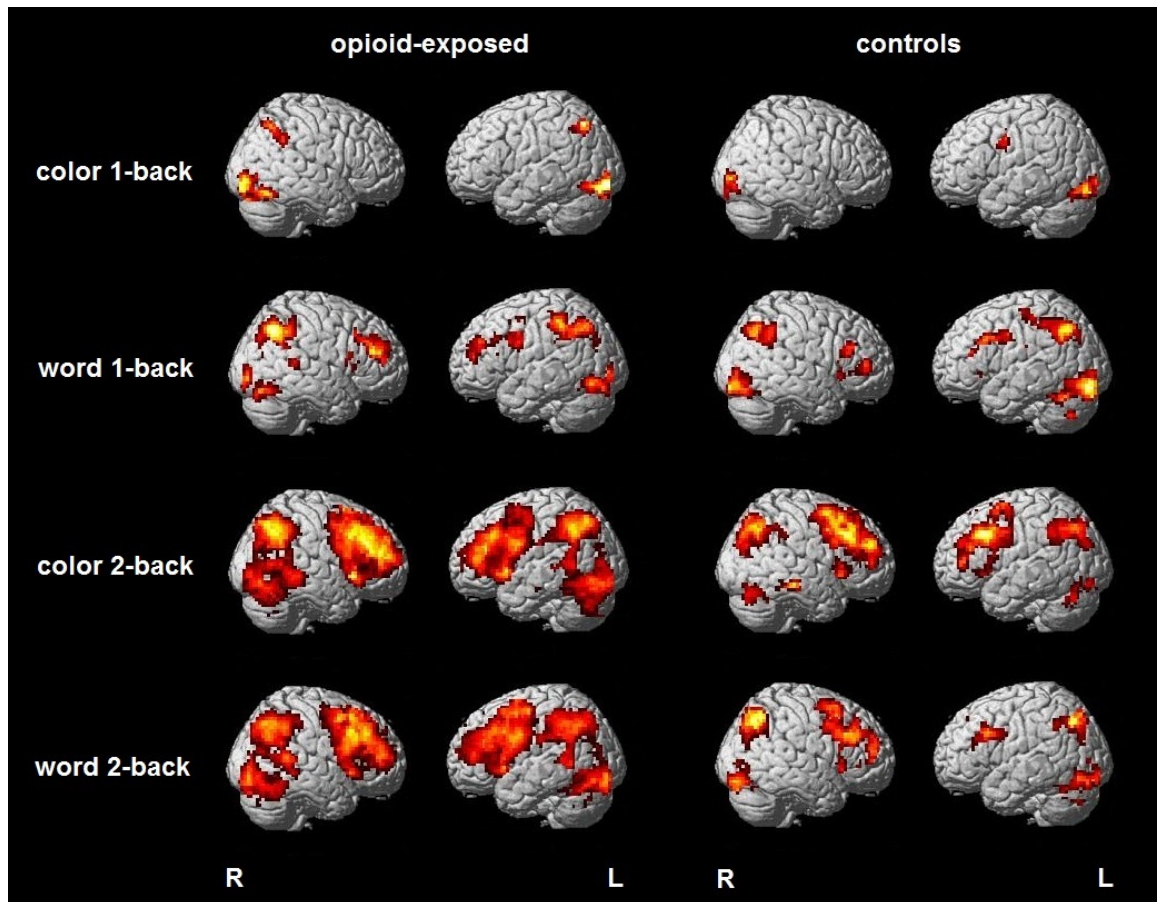 opioid-exposed controls
color 1-back
word 1-back
color 2-back
word 2-back
R L R L